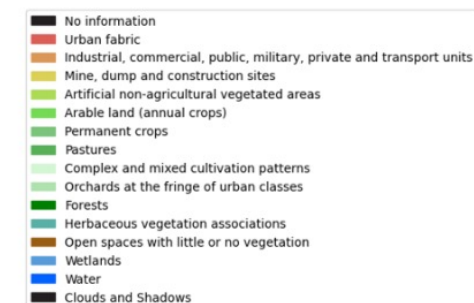 No information
Urban fabric
Industrial, commercial, public, military, private and transport units
Mine, dump and construction sites
Artificial non-agricultural vegetated areas
Arable land (annual crops)
Permanent crops
Pastures
Complex and mixed cultivation patterns
Orchards at the fringe of urban classes
Forests
Herbaceous vegetation associations
Open spaces with little or no vegetation
Wetlands
Water
Clouds and Shadows